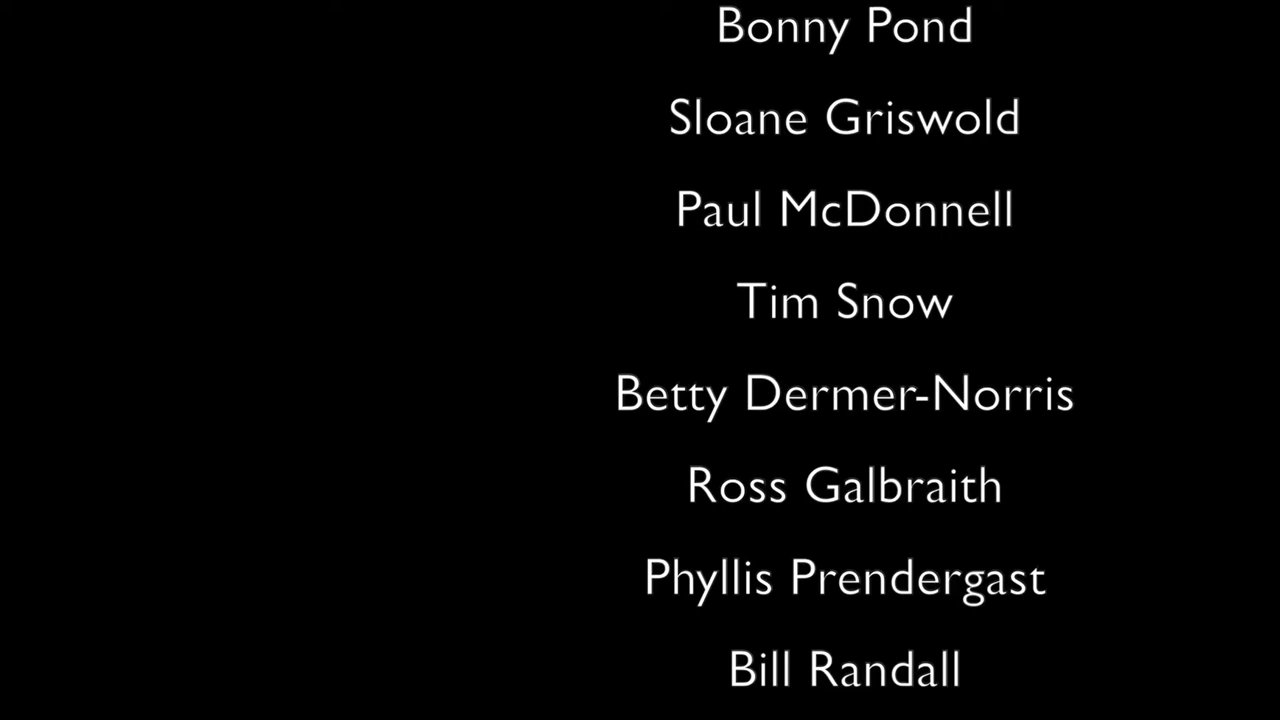 Bonny Pond
Sloane Griswold
Paul McDonnell
Tim Snow
Betty Dermer-Norris
Ross Galbraith
Phyllis Prendergast
Bill Randall